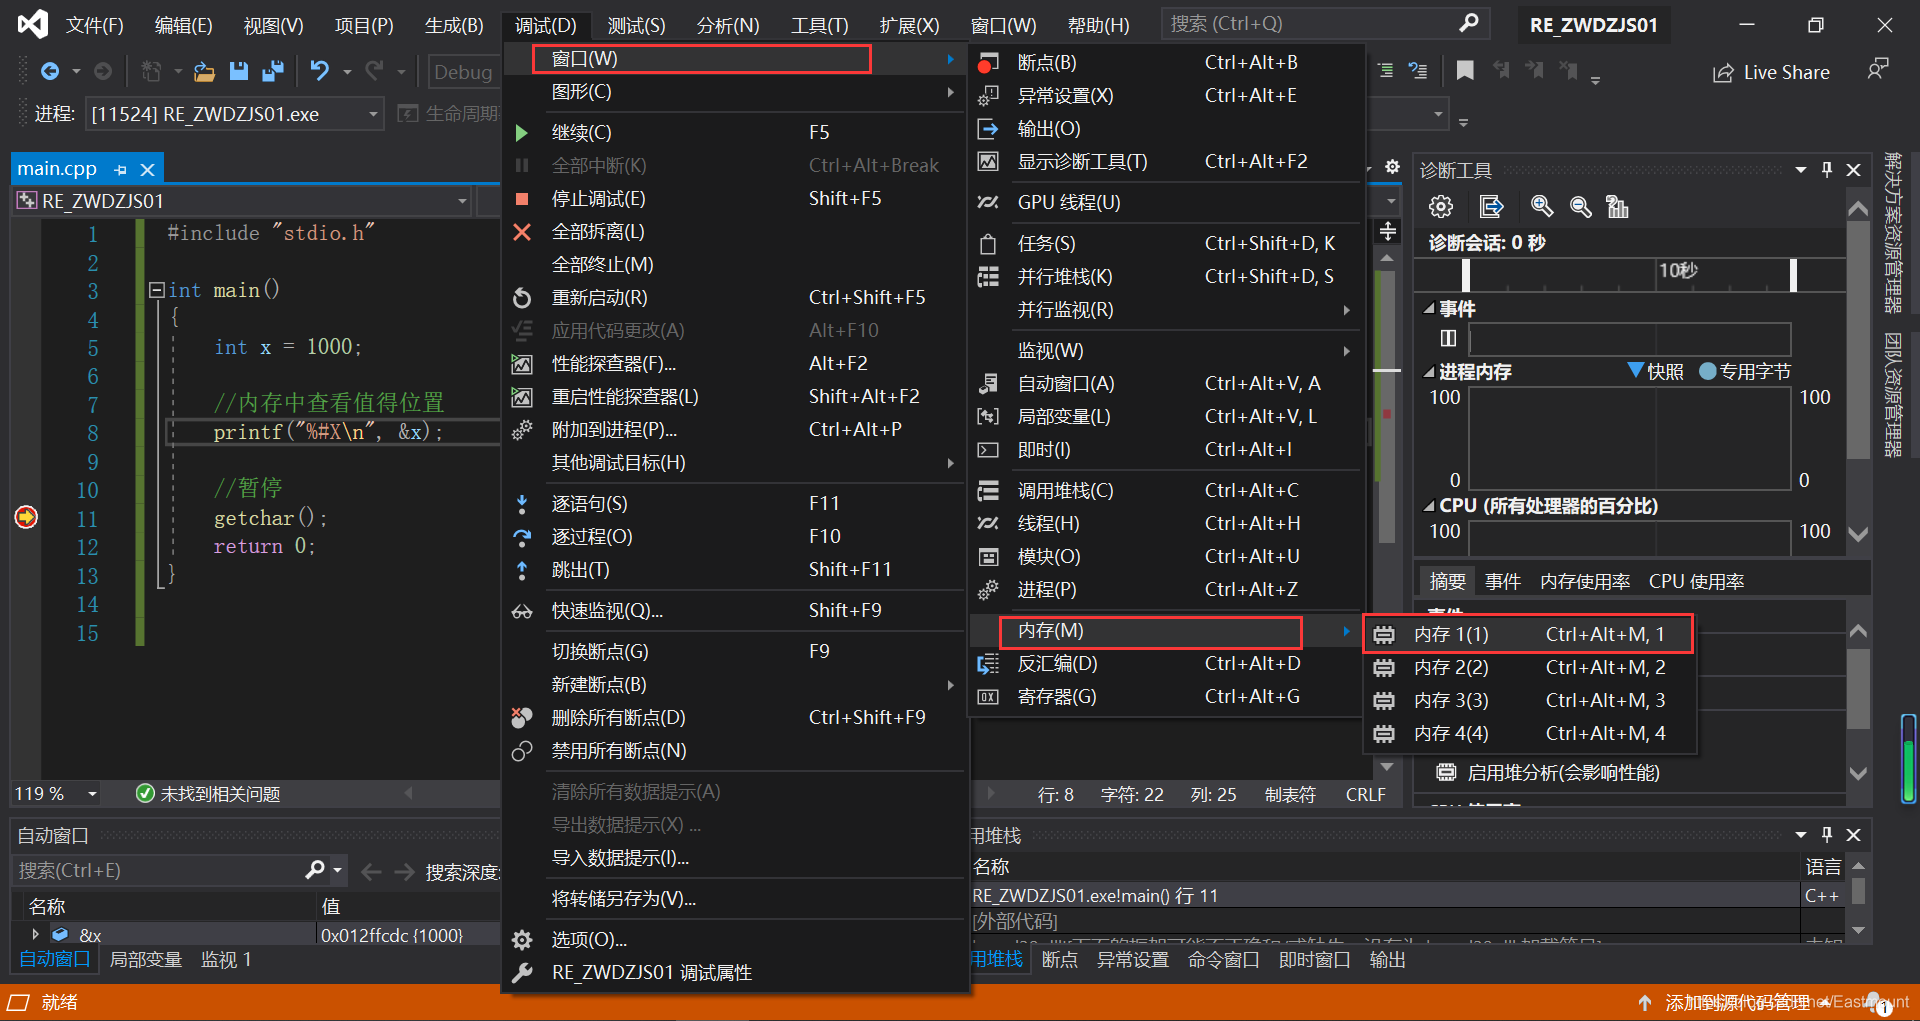 文件(F) 编辑(E) 视图(V) 项目(P) 生成(B) 调试(D) 测试(S) 分析(N) 工具(T) 扩展(X) 窗口(W) 帮助(H) 搜索 (Ctrl+Q) RE_ZWDZJS01
Debug
Live Share
进程: [11524] RE_ZWDZJS01.exe 生命周期
main.cpp
RE_ZWDZJS01
1 #include "stdio.h"
2
3 int main()
4 {
5 int x = 1000;
6
7 //内存中查看值得位置
8 printf("%#X\n", &x);
9
10 //暂停
11 getchar();
12 return 0;
13 }
14
15
119 % 未找到相关问题
行: 8 字符: 22 列: 25 制表符 CRLF
窗口(W)
图形(C)
继续(C) F5
全部中断(K) Ctrl+Alt+Break
停止调试(E) Shift+F5
全部拆离(L)
全部终止(M)
重新启动(R) Ctrl+Shift+F5
应用代码更改(A) Alt+F10
性能探查器(F)... Alt+F2
重启性能探查器(L) Shift+Alt+F2
附加到进程(P)... Ctrl+Alt+P
其他调试目标(H)
逐语句(S) F11
逐过程(O) F10
跳出(T) Shift+F11
快速监视(Q)... Shift+F9
切换断点(G) F9
新建断点(B)
删除所有断点(D) Ctrl+Shift+F9
禁用所有断点(N)
清除所有数据提示(A)
导出数据提示(X) ...
导入数据提示(I)...
将转储另存为(V)...
选项(O)...
RE_ZWDZJS01 调试属性
断点(B) Ctrl+Alt+B
异常设置(X) Ctrl+Alt+E
输出(O)
显示诊断工具(T) Ctrl+Alt+F2
GPU 线程(U)
任务(S) Ctrl+Shift+D, K
并行堆栈(K) Ctrl+Shift+D, S
并行监视(R)
监视(W)
自动窗口(A) Ctrl+Alt+V, A
局部变量(L) Ctrl+Alt+V, L
即时(I) Ctrl+Alt+I
调用堆栈(C) Ctrl+Alt+C
线程(H) Ctrl+Alt+H
模块(O) Ctrl+Alt+U
进程(P) Ctrl+Alt+Z
内存(M)
反汇编(D) Ctrl+Alt+D
寄存器(G) Ctrl+Alt+G
内存 1(1) Ctrl+Alt+M, 1
内存 2(2) Ctrl+Alt+M, 2
内存 3(3) Ctrl+Alt+M, 3
内存 4(4) Ctrl+Alt+M, 4
诊断工具
诊断会话: 0 秒
10秒
事件
进程内存 快照 专用字节
100 100
0 0
CPU (所有处理器的百分比)
100 100
摘要 事件 内存使用率 CPU 使用率
启用堆分析(会影响性能)
解决方案资源管理器
团队资源管理器
自动窗口
搜索(Ctrl+E) 搜索深度:
名称 值
&x 0x012ffcdc {1000}
自动窗口 局部变量 监视 1
用堆栈
名称 语言
RE_ZWDZJS01.exe!main() 行 11 C++
[外部代码]
用堆栈 断点 异常设置 命令窗口 即时窗口 输出
就绪 添加到源代码管理 1